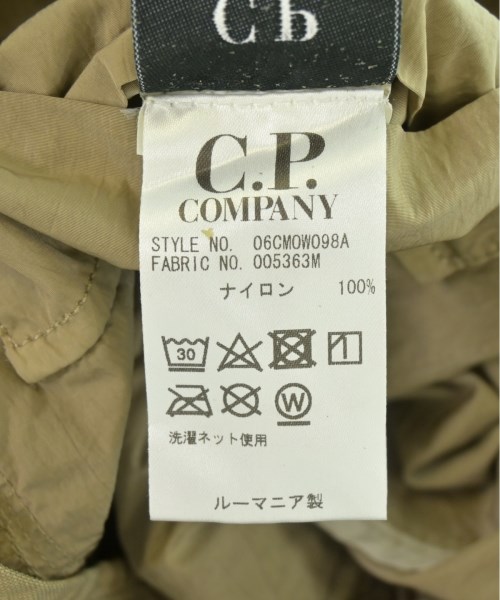 C.P.
COMPANY
STYLE NO. 06CMOW098A
FABRIC NO. 005363M
ナイロン 100%
30
W
洗濯ネット使用
ルーマニア製